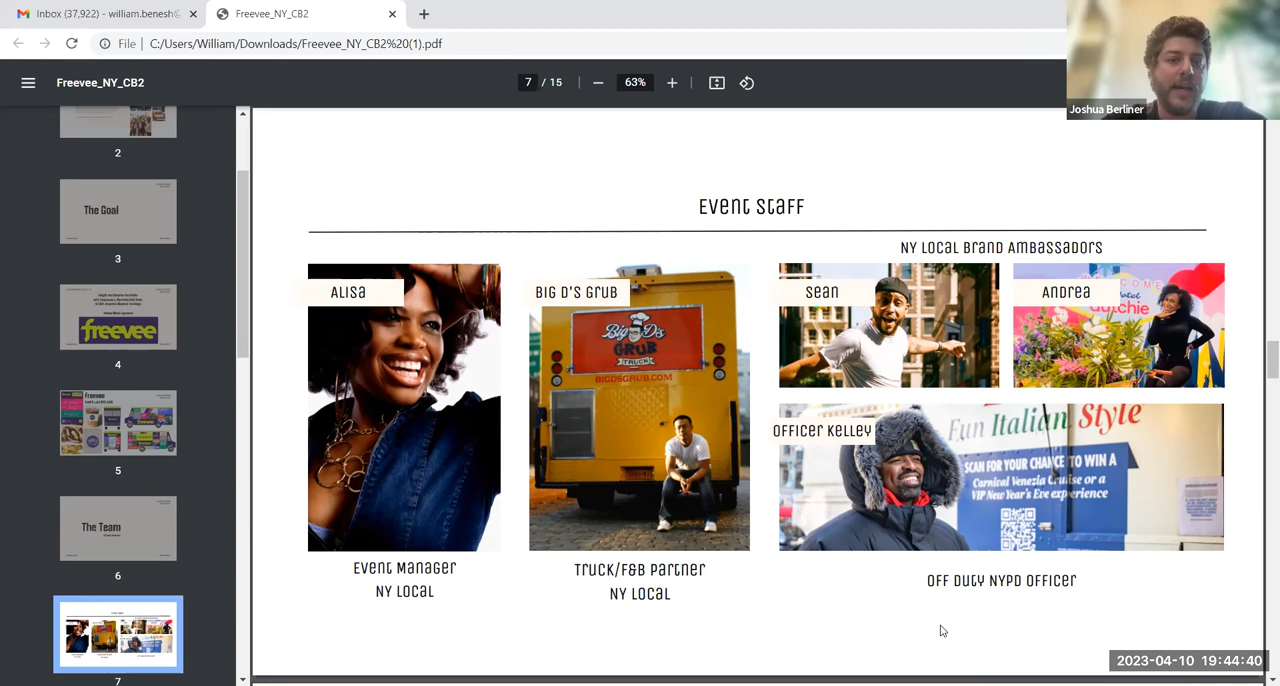 Inbox (37,922) - william.benesh@
Freevee_NY_CB2
File
C:/Users/William/Downloads/Freevee_NY_CB2%20(1).pdf
Freevee_NY_CB2
7 / 15
63%
Joshua Berliner
2
The Goal
3
freevee
4
Freevee
5
The Team
6
7
Event Staff
NY Local Brand Ambassadors
Alisa
Big D's Grub
Sean
Andrea
Big D's
GRUB
TRUCK
BIGDSGRUB.COM
Officer Kelley
Fun Italian Style
SCAN FOR YOUR CHANCE TO WIN A
Carnival Venezia Cruise or a
VIP New Year's Eve experience
Event Manager
NY Local
Truck/F&B Partner
NY Local
Off Duty NYPD Officer
2023-04-10 19:44:40